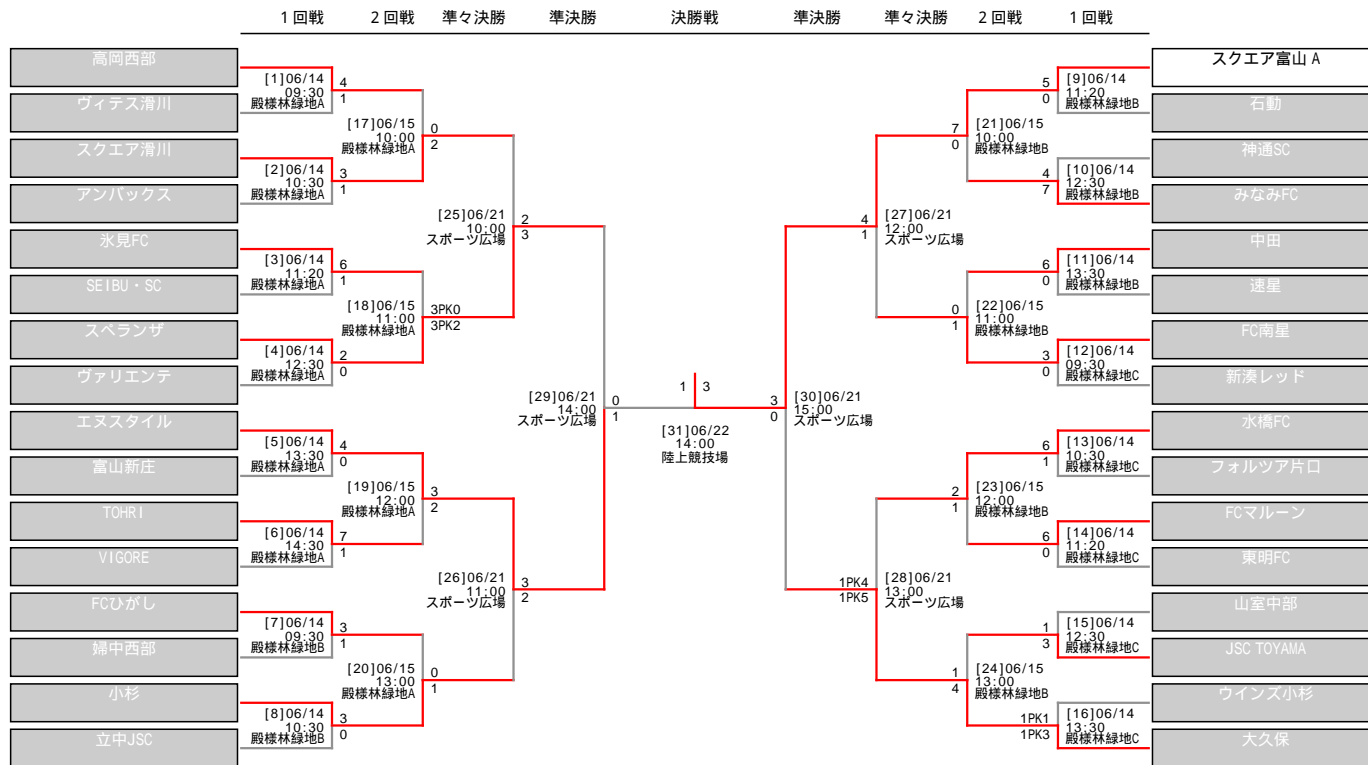 1回戦 2回戦 準々決勝 準決勝 決勝戦 準決勝 準々決勝 2回戦 1回戦
高岡西部
ヴィテス滑川
スクエア滑川
アンバックス
氷見FC
SEIBU・SC
スペランザ
ヴァリエンテ
エヌスタイル
富山新庄
TOHRI
VIGORE
FCひがし
婦中西部
小杉
立中JSC
[1]06/14
09:30
殿様林緑地A
4
1
[2]06/14
10:30
殿様林緑地A
3
1
[3]06/14
11:20
殿様林緑地A
6
1
[4]06/14
12:30
殿様林緑地A
2
0
[5]06/14
13:30
殿様林緑地A
4
0
[6]06/14
14:30
殿様林緑地A
7
1
[7]06/14
09:30
殿様林緑地B
3
1
[8]06/14
10:30
殿様林緑地B
3
0
[17]06/15
10:00
殿様林緑地A
0
2
[18]06/15
11:00
殿様林緑地A
3PK0
3PK2
[19]06/15
12:00
殿様林緑地A
3
2
[20]06/15
13:00
殿様林緑地A
0
1
[25]06/21
10:00
スポーツ広場
2
3
[26]06/21
11:00
スポーツ広場
3
2
[29]06/21
14:00
スポーツ広場
0
1
1 3
[31]06/22
14:00
陸上競技場
3
0
[30]06/21
15:00
スポーツ広場
4
1
[27]06/21
12:00
スポーツ広場
1PK4
1PK5
[28]06/21
13:00
スポーツ広場
7
0
[21]06/15
10:00
殿様林緑地B
0
1
[22]06/15
11:00
殿様林緑地B
2
1
[23]06/15
12:00
殿様林緑地B
1
4
[24]06/15
13:00
殿様林緑地B
5
0
[9]06/14
11:20
殿様林緑地B
4
7
[10]06/14
12:30
殿様林緑地B
6
0
[11]06/14
13:30
殿様林緑地B
3
0
[12]06/14
09:30
殿様林緑地C
6
1
[13]06/14
10:30
殿様林緑地C
6
0
[14]06/14
11:20
殿様林緑地C
1
3
[15]06/14
12:30
殿様林緑地C
1PK1
1PK3
[16]06/14
13:30
殿様林緑地C
スクエア富山 A
石動
神通SC
みなみFC
中田
速星
FC南星
新湊レッド
水橋FC
フォルツア片口
FCマルーン
東明FC
山室中部
JSC TOYAMA
ウインズ小杉
大久保